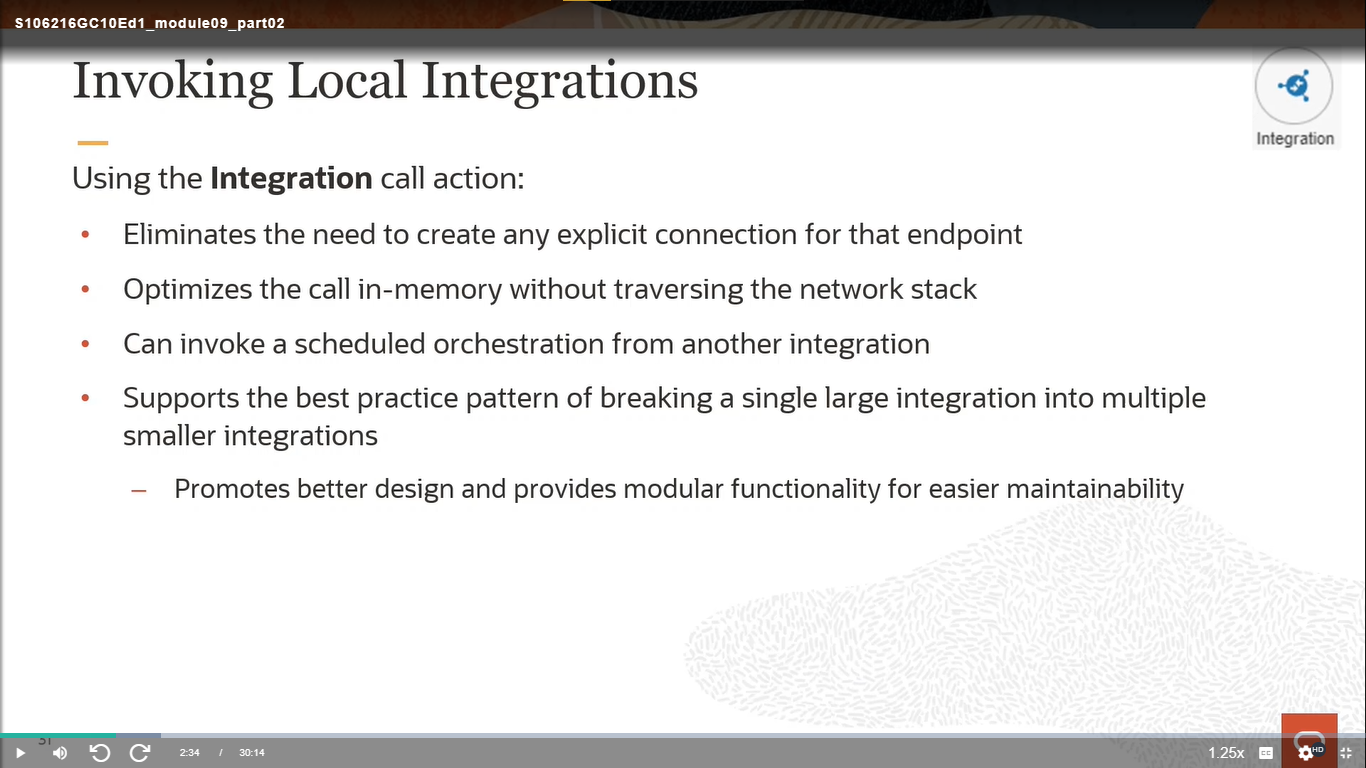 S106216GC10Ed1_module09_part02
Invoking Local Integrations
Integration
Using the Integration call action:
• Eliminates the need to create any explicit connection for that endpoint
• Optimizes the call in-memory without traversing the network stack
• Can invoke a scheduled orchestration from another integration
• Supports the best practice pattern of breaking a single large integration into multiple
smaller integrations
– Promotes better design and provides modular functionality for easier maintainability
2:34 / 30:14
1.25x
CC
HD